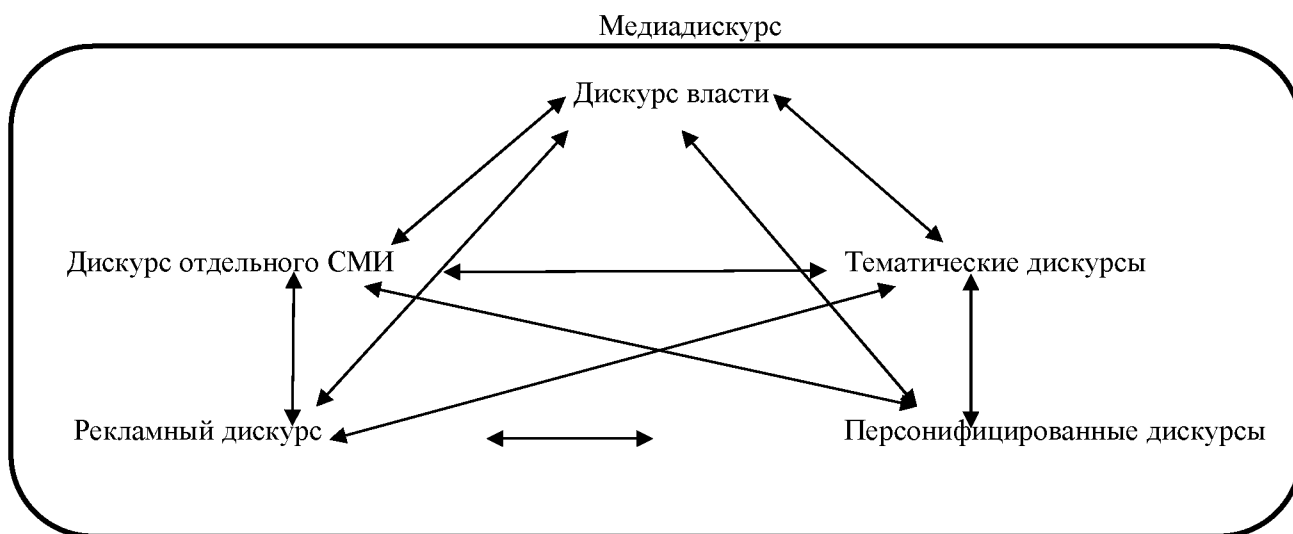 Медиадискурс
Дискурс власти
Дискурс отдельного СМИ
Тематические дискурсы
Рекламный дискурс
Персонифицированные дискурсы